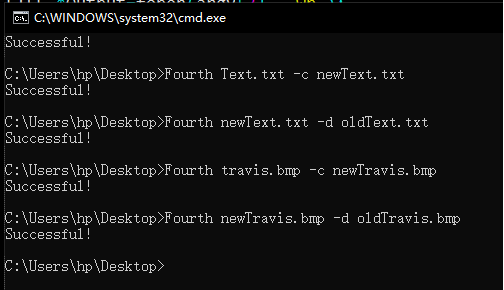 C:\WINDOWS\system32\cmd.exe
Successful!
C:\Users\hp\Desktop>Fourth Text.txt -c newText.txt
Successful!
C:\Users\hp\Desktop>Fourth newText.txt -d oldText.txt
Successful!
C:\Users\hp\Desktop>Fourth travis.bmp -c newTravis.bmp
Successful!
C:\Users\hp\Desktop>Fourth newTravis.bmp -d oldTravis.bmp
Successful!
C:\Users\hp\Desktop>